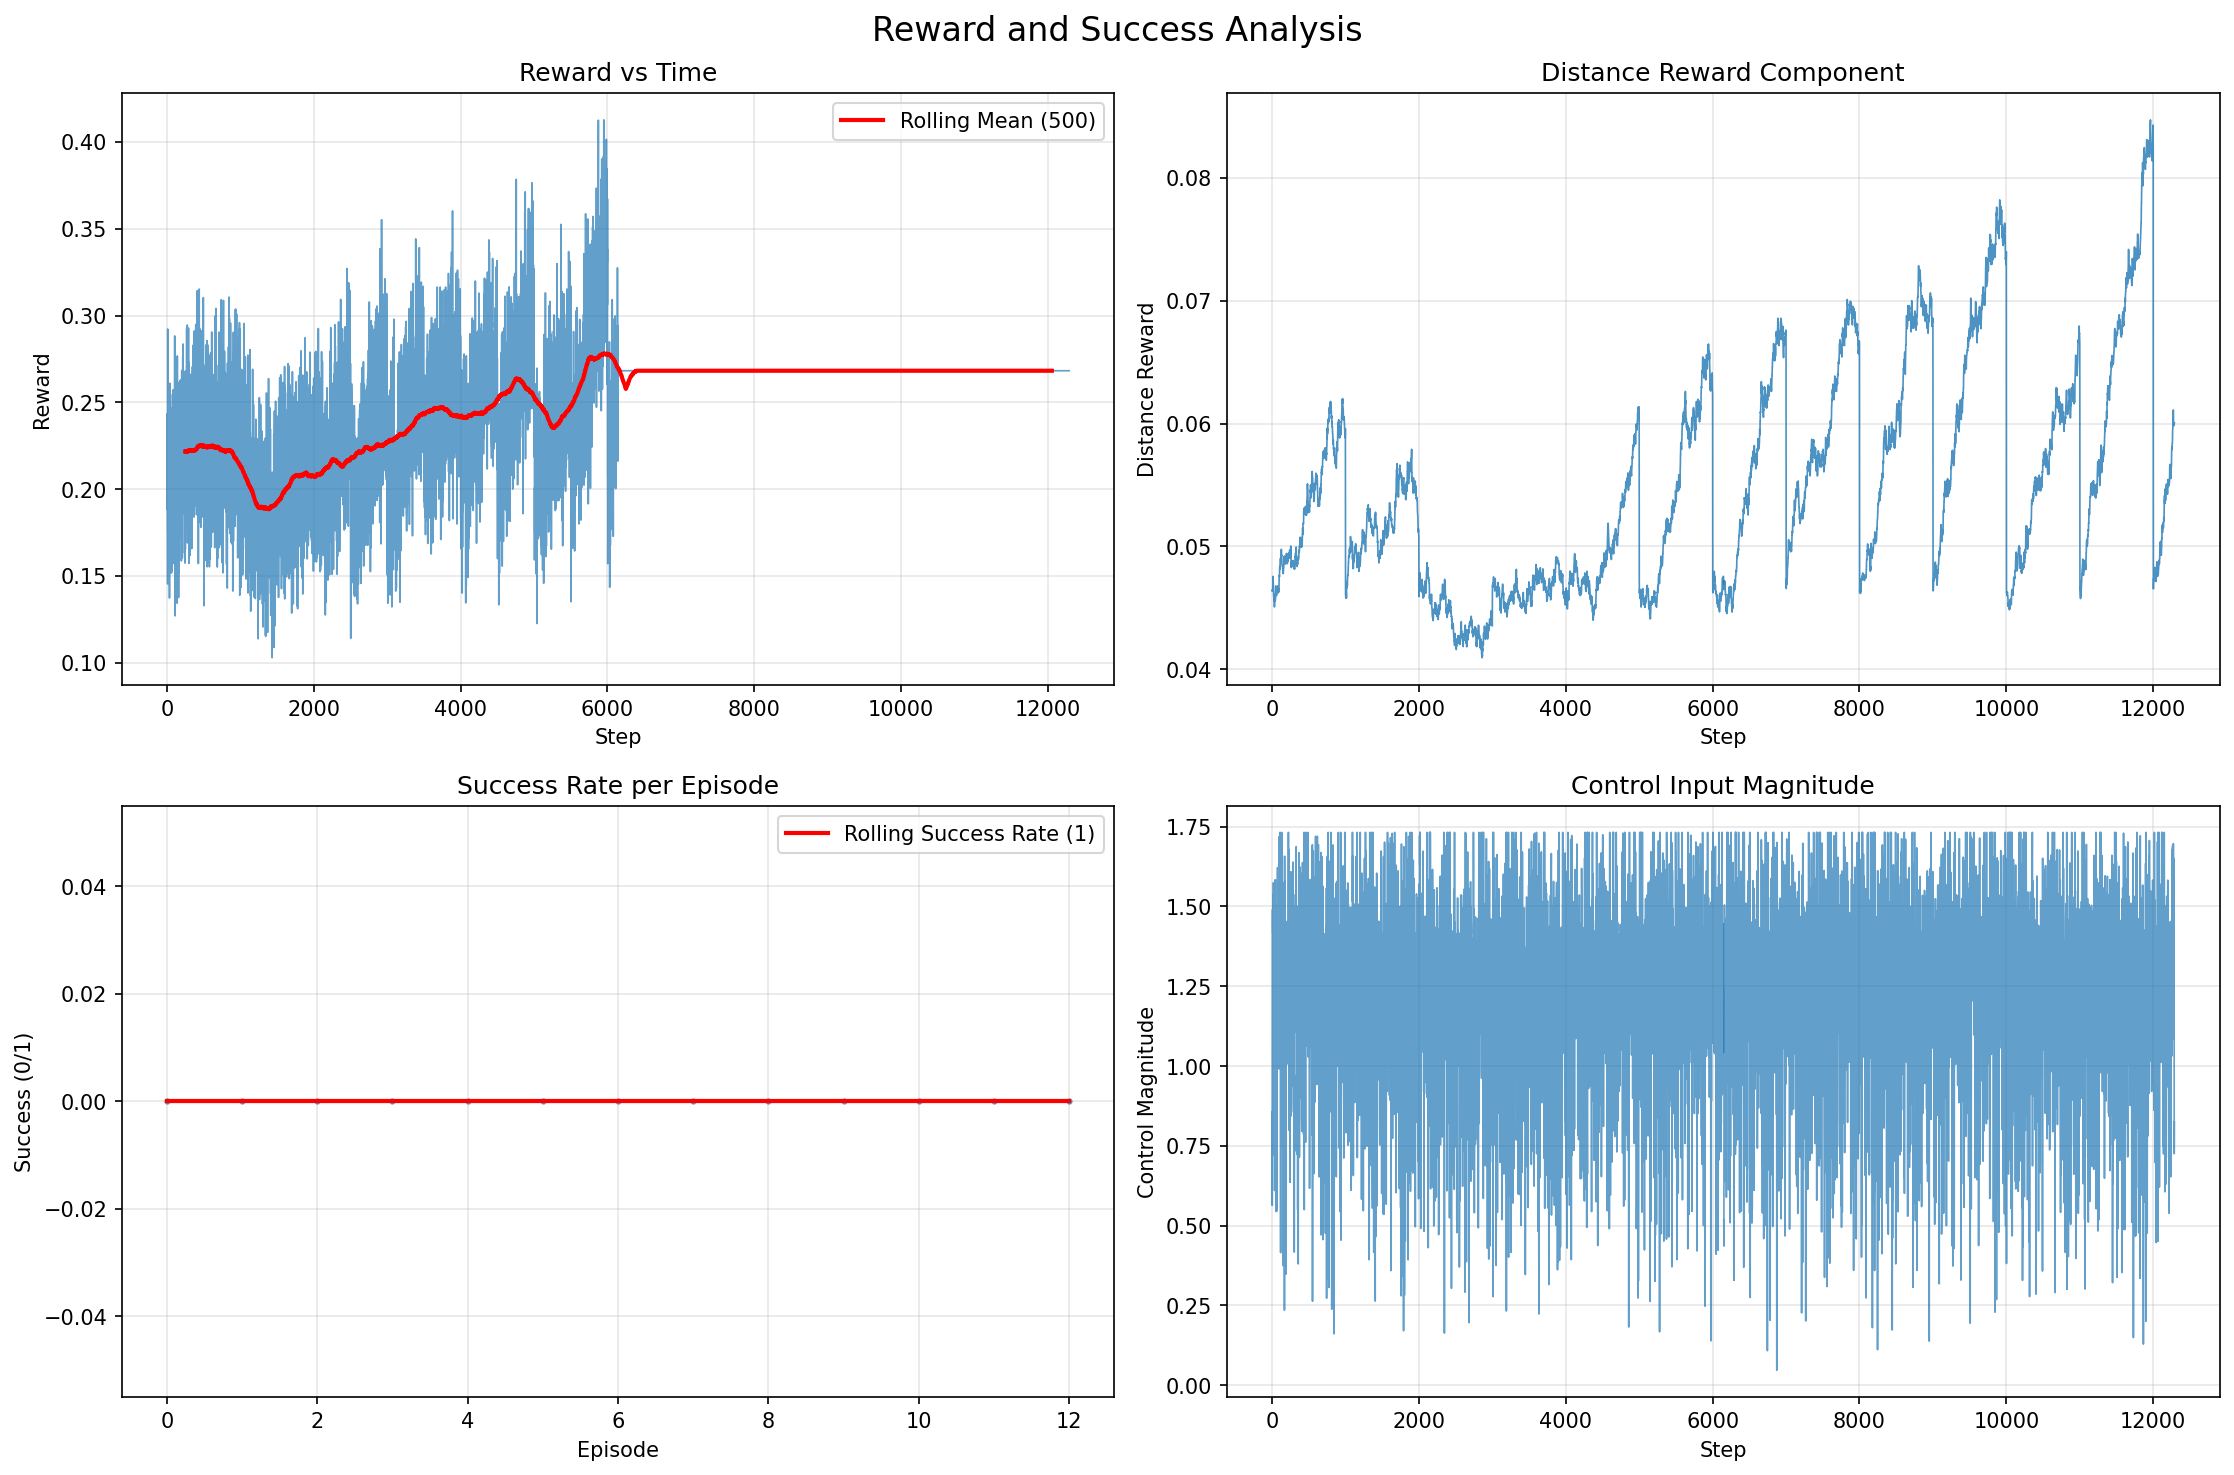 Reward and Success Analysis
Reward vs Time
Rolling Mean (500)
0.40
0.35
0.30
0.25
0.20
0.15
0.10
Reward
0 2000 4000 6000 8000 10000 12000
Step
Distance Reward Component
0.08
0.07
0.06
0.05
0.04
Distance Reward
0 2000 4000 6000 8000 10000 12000
Step
Success Rate per Episode
Rolling Success Rate (1)
0.04
0.02
0.00
−0.02
−0.04
Success (0/1)
0 2 4 6 8 10 12
Episode
Control Input Magnitude
1.75
1.50
1.25
1.00
0.75
0.50
0.25
0.00
Control Magnitude
0 2000 4000 6000 8000 10000 12000
Step